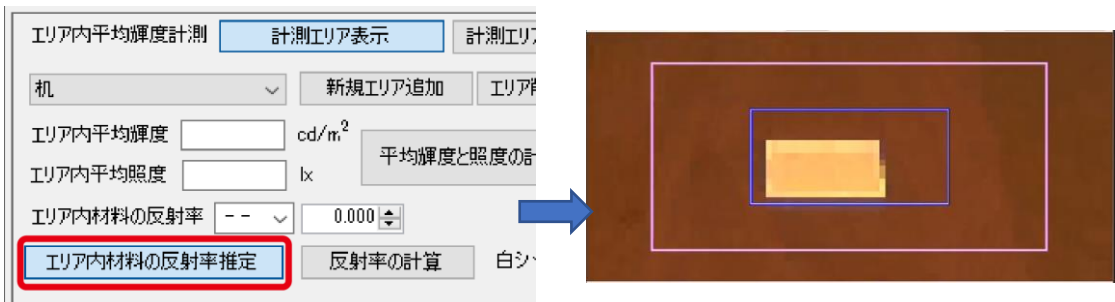 エリア内平均輝度計測 計測エリア表示 計測エリ
机 新規エリア追加 エリア
エリア内平均輝度 cd/m²
平均輝度と照度の計
エリア内平均照度 lx
エリア内材料の反射率 -- 0.000
エリア内材料の反射率推定 反射率の計算 白シ